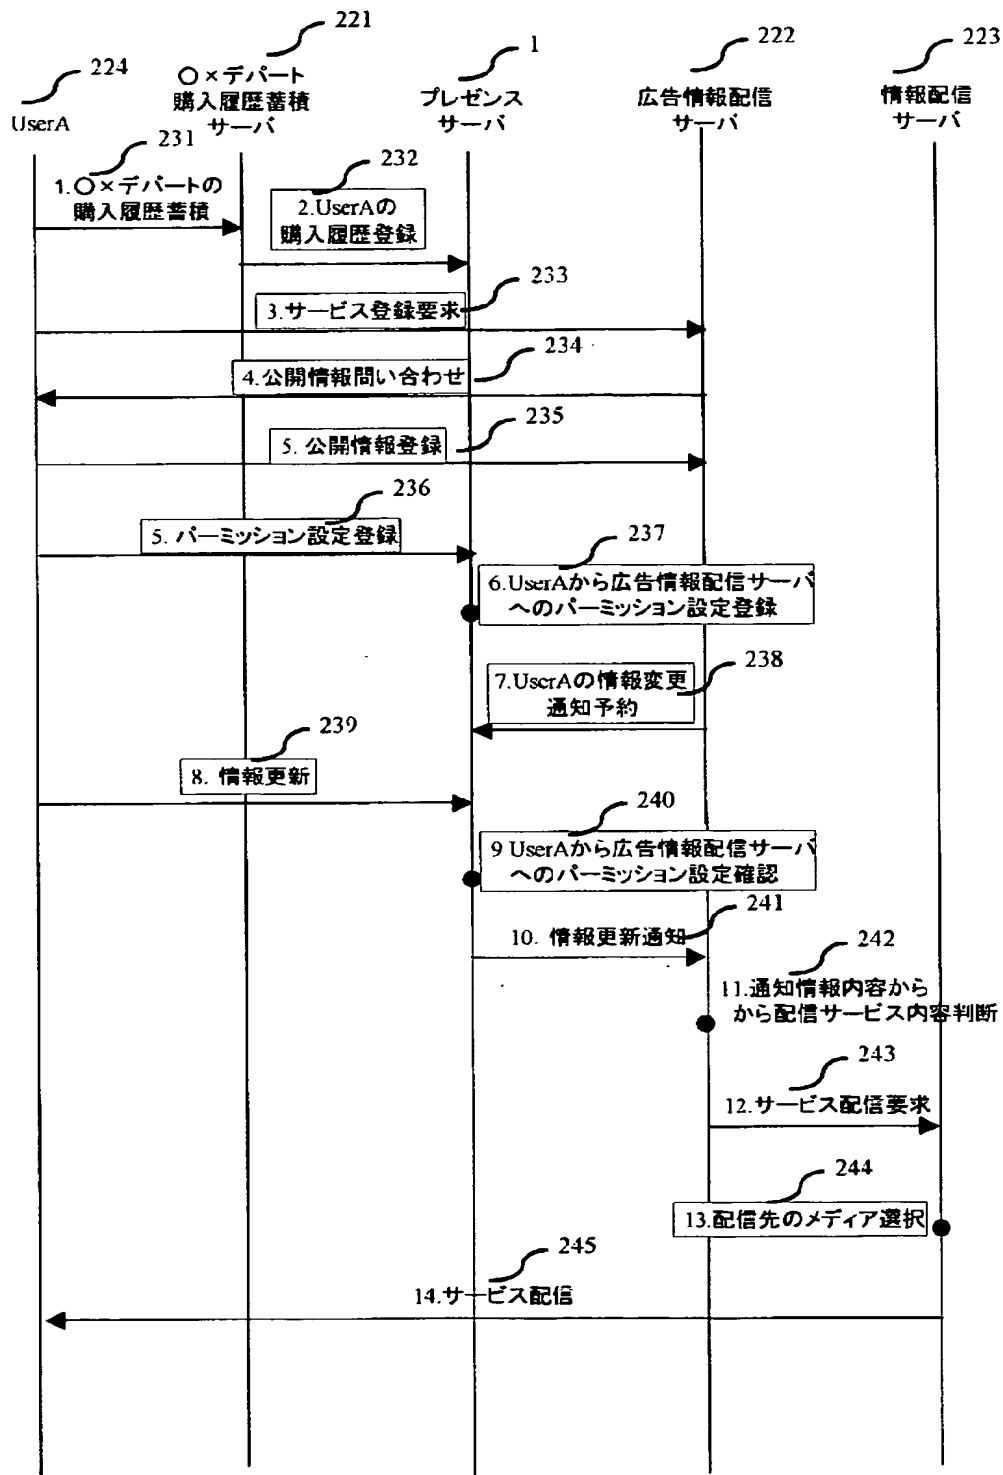 221
1
222
223
224
○×デパート
購入履歴蓄積
サーバ
プレゼンス
サーバ
広告情報配信
サーバ
情報配信
サーバ
UserA
231
1.○×デパートの
購入履歴蓄積
232
2.UserAの
購入履歴登録
233
3.サービス登録要求
234
4.公開情報問い合わせ
235
5. 公開情報登録
236
5. パーミッション設定登録
237
6.UserAから広告情報配信サーバ
へのパーミッション設定登録
238
7.UserAの情報変更
通知予約
239
8. 情報更新
240
9 UserAから広告情報配信サーバ
へのパーミッション設定確認
241
10. 情報更新通知
242
11.通知情報内容から
から配信サービス内容判断
243
12.サービス配信要求
244
13.配信先のメディア選択
245
14.サービス配信